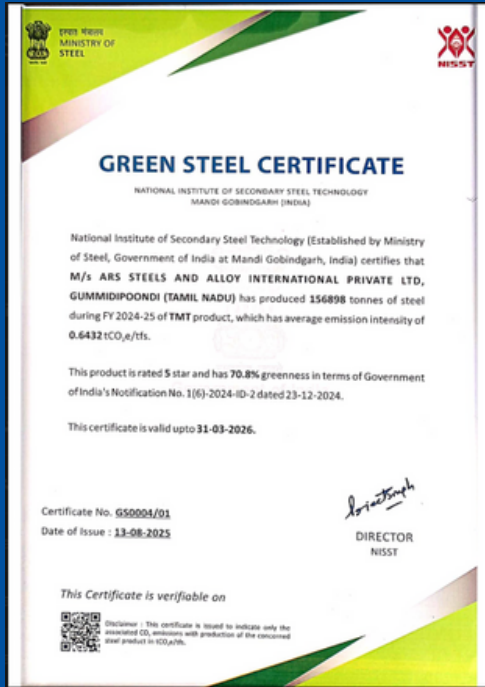 इस्पात मंत्रालय
MINISTRY OF
STEEL
NISST
GREEN STEEL CERTIFICATE
NATIONAL INSTITUTE OF SECONDARY STEEL TECHNOLOGY
MANDI GOBINDGARH (INDIA)
National Institute of Secondary Steel Technology (Established by Ministry
of Steel, Government of India at Mandi Gobindgarh, India) certifies that
M/s ARS STEELS AND ALLOY INTERNATIONAL PRIVATE LTD,
GUMMIDIPOONDI (TAMIL NADU) has produced 156898 tonnes of steel
during FY 2024-25 of TMT product, which has average emission intensity of
0.6432 tCO₂e/tfs.
This product is rated 5 star and has 70.8% greenness in terms of Government
of India's Notification No. 1(6)-2024-ID-2 dated 23-12-2024.
This certificate is valid upto 31-03-2026.
Certificate No. GS0004/01
Date of Issue : 13-08-2025
DIRECTOR
NISST
This Certificate is verifiable on
Disclaimer : This certificate is issued to indicate only the
associated CO₂ emissions with production of the concerned
steel product in tCO₂e/tfs.